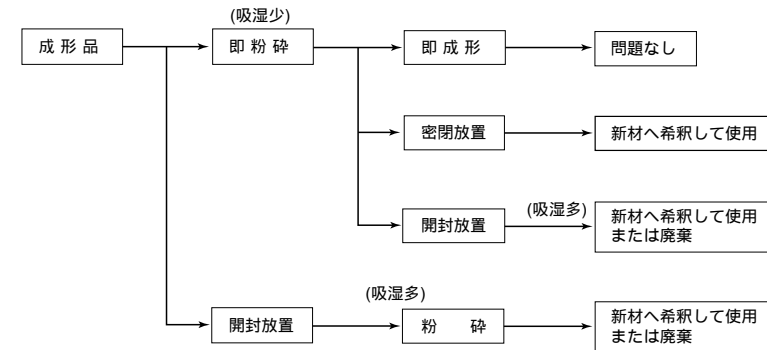 (吸湿少)
成 形 品
即 粉 砕
即 成 形
問題なし
密閉放置
新材へ希釈して使用
開封放置
(吸湿多)
新材へ希釈して使用
または廃棄
(吸湿多)
開封放置
粉　　砕
新材へ希釈して使用
または廃棄